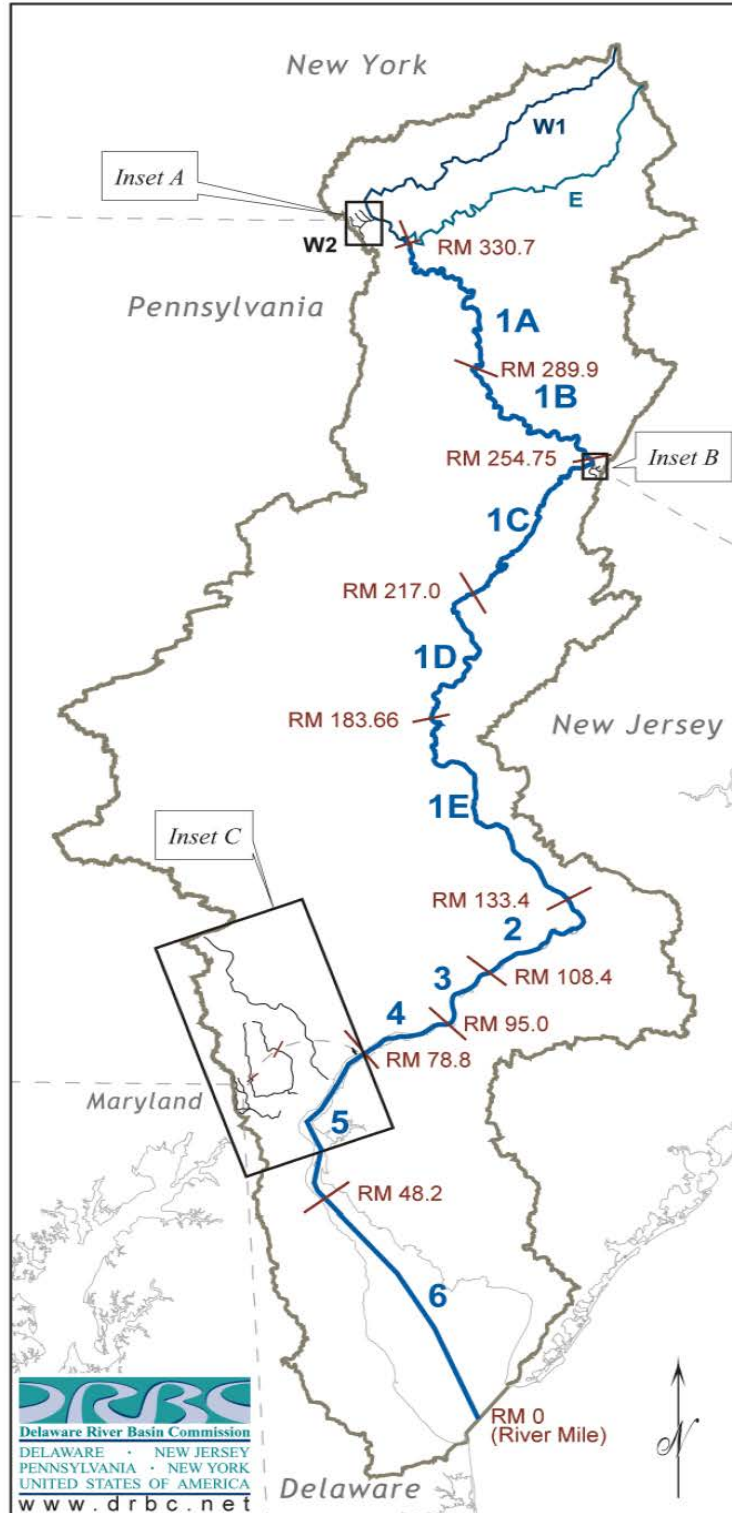 New York
W1
Inset A
E
W2
RM 330.7
Pennsylvania
1A
RM 289.9
1B
RM 254.75
Inset B
1C
RM 217.0
1D
RM 183.66
New Jersey
1E
Inset C
RM 133.4
2
3
RM 108.4
4
RM 95.0
RM 78.8
Maryland
5
RM 48.2
6
RM 0
(River Mile)
N
DRBC
Delaware River Basin Commission
DELAWARE · NEW JERSEY
PENNSYLVANIA · NEW YORK
UNITED STATES OF AMERICA
www.drbc.net
Delaware